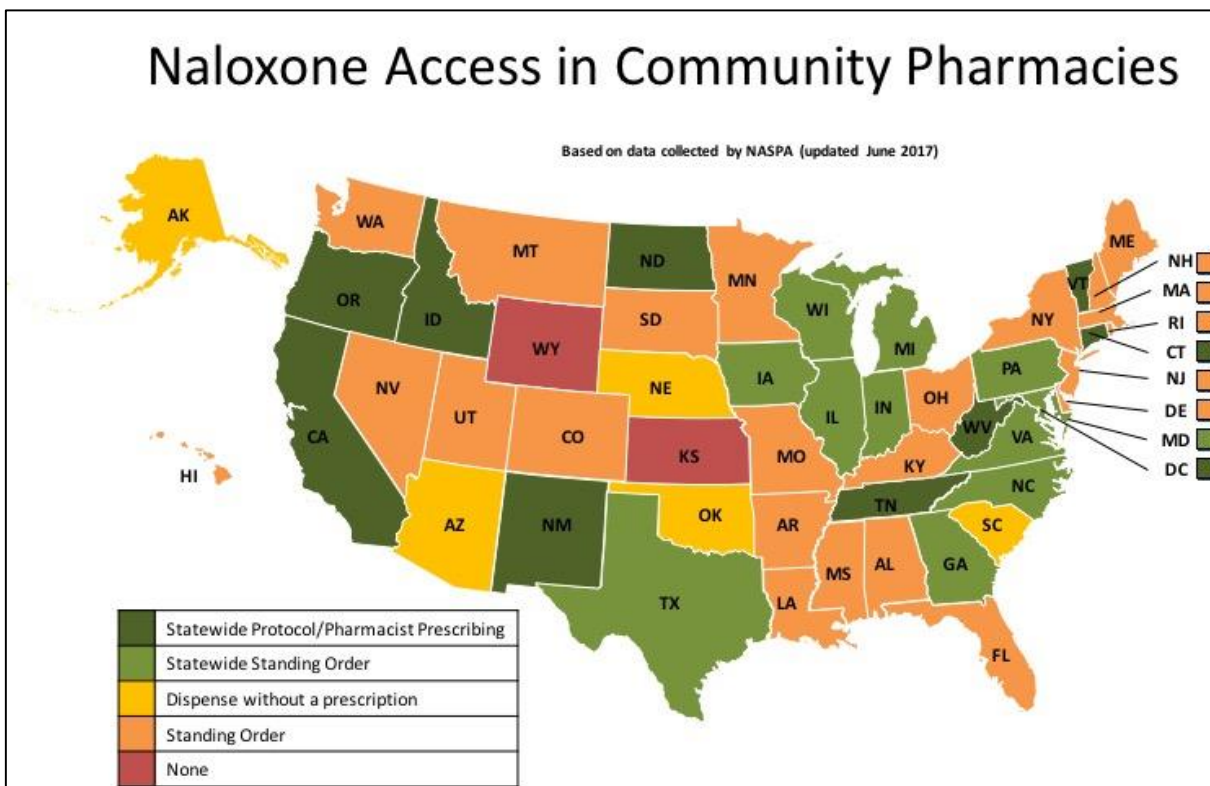 Naloxone Access in Community Pharmacies
Based on data collected by NASPA (updated June 2017)
AK
WA
MT
ND
MN
ME
VT
NH
MA
RI
CT
NJ
DE
MD
DC
OR
ID
WY
SD
WI
MI
NY
NV
UT
CO
NE
IA
IL
IN
OH
PA
WV
VA
CA
KS
MO
KY
NC
HI
AZ
NM
OK
AR
TN
SC
TX
LA
MS
AL
GA
FL
Statewide Protocol/Pharmacist Prescribing
Statewide Standing Order
Dispense without a prescription
Standing Order
None